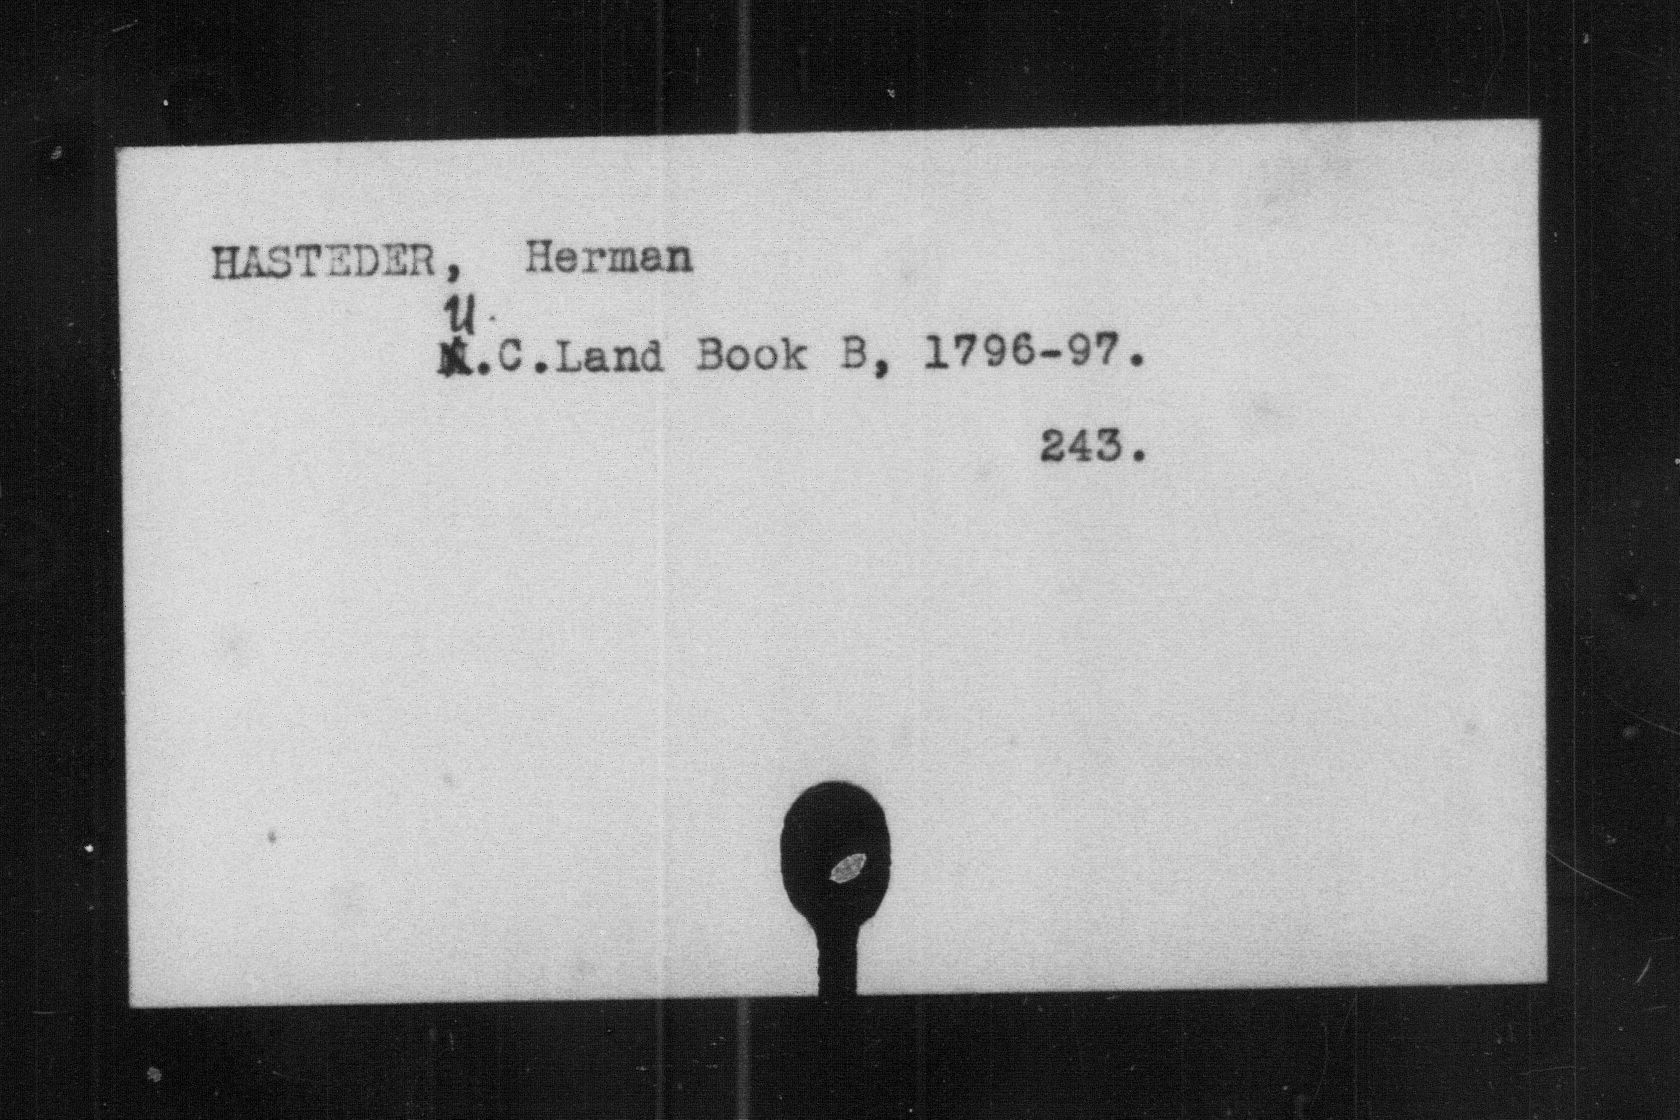 HASTEDER, Herman
U.
N.C.Land Book B, 1796-97.
243.